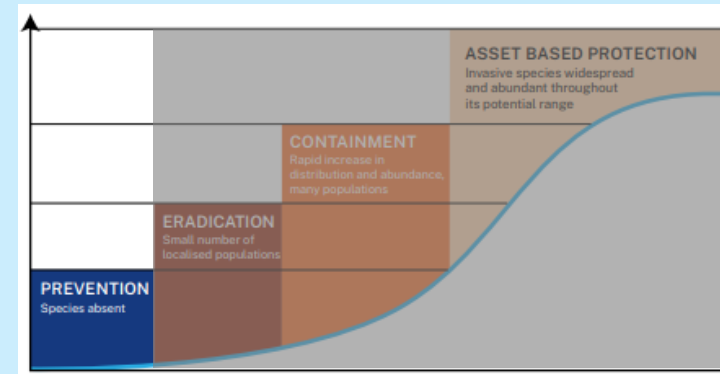 ASSET BASED PROTECTION
Invasive species widespread
and abundant throughout
its potential range
CONTAINMENT
Rapid increase in
distribution and abundance,
many populations
ERADICATION
Small number of
localised populations
PREVENTION
Species absent